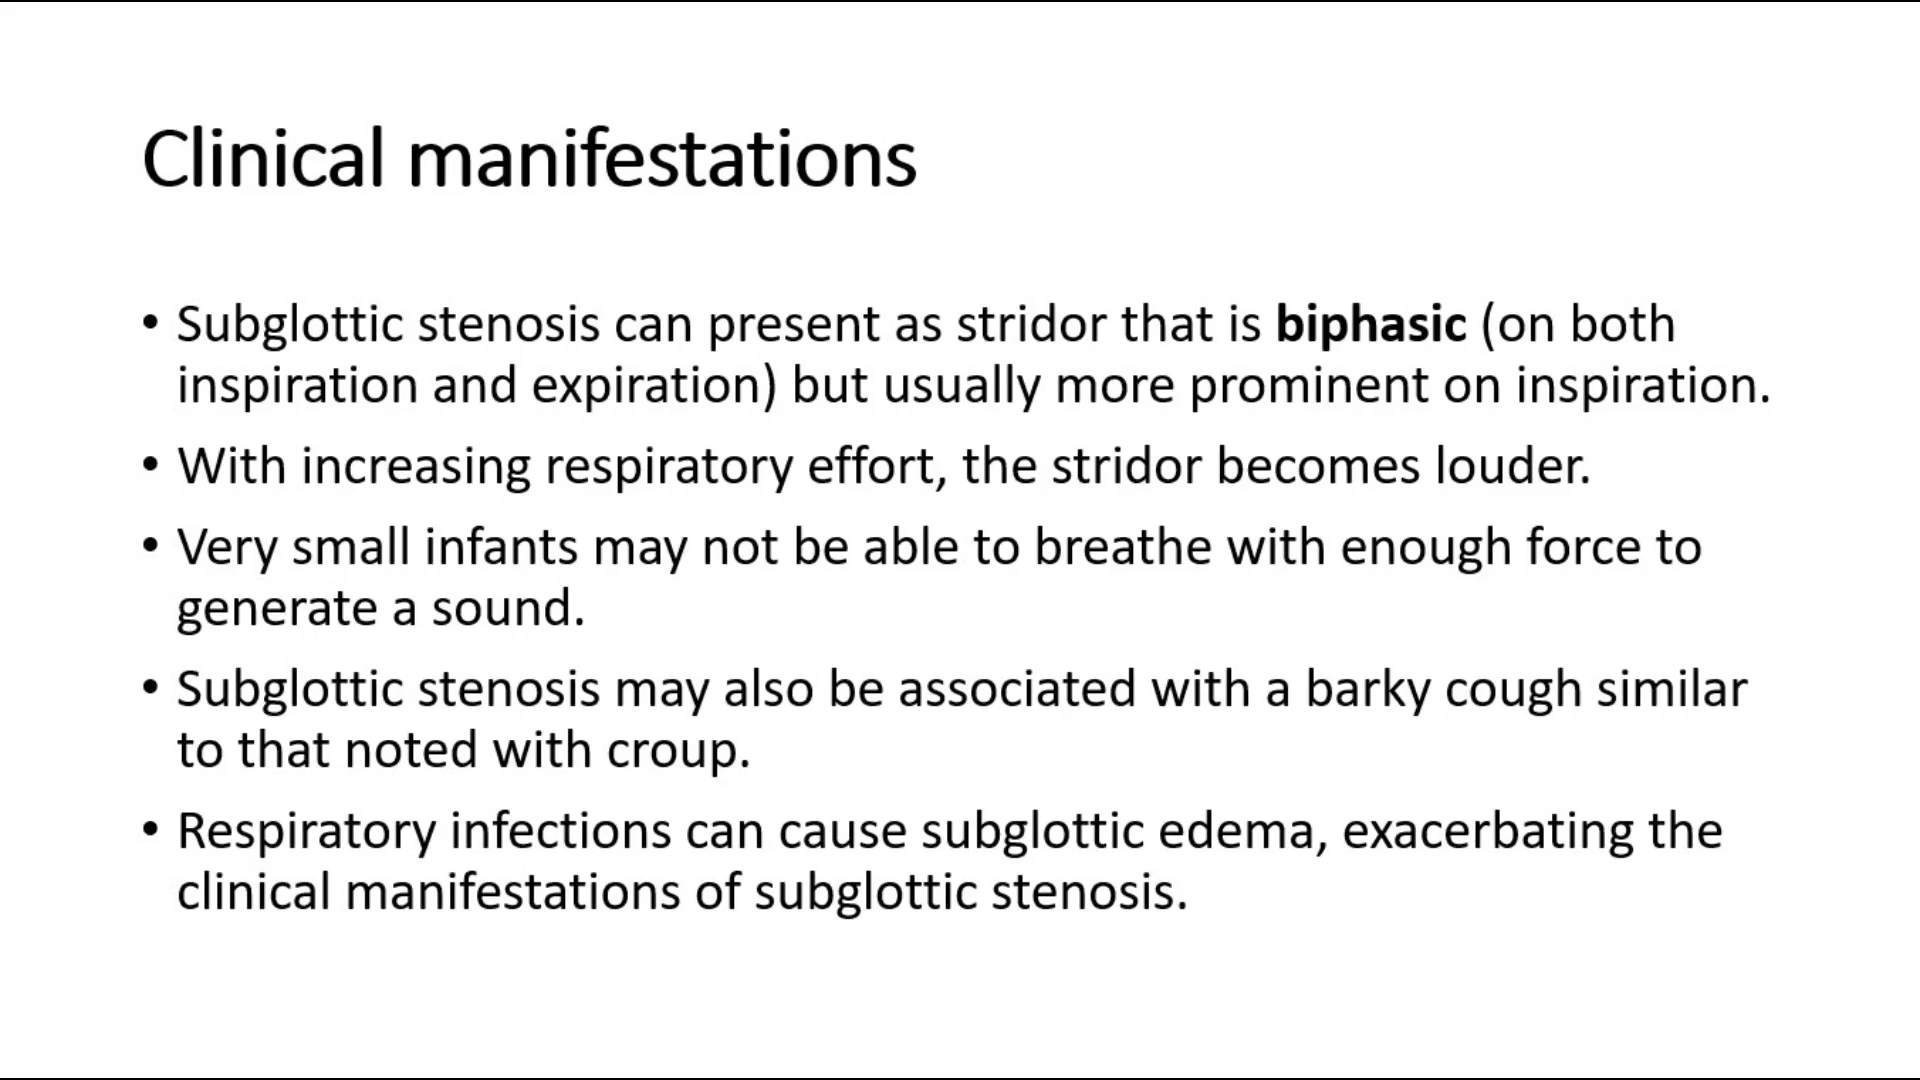 Clinical manifestations
• Subglottic stenosis can present as stridor that is biphasic (on both
inspiration and expiration) but usually more prominent on inspiration.
• With increasing respiratory effort, the stridor becomes louder.
• Very small infants may not be able to breathe with enough force to
generate a sound.
• Subglottic stenosis may also be associated with a barky cough similar
to that noted with croup.
• Respiratory infections can cause subglottic edema, exacerbating the
clinical manifestations of subglottic stenosis.